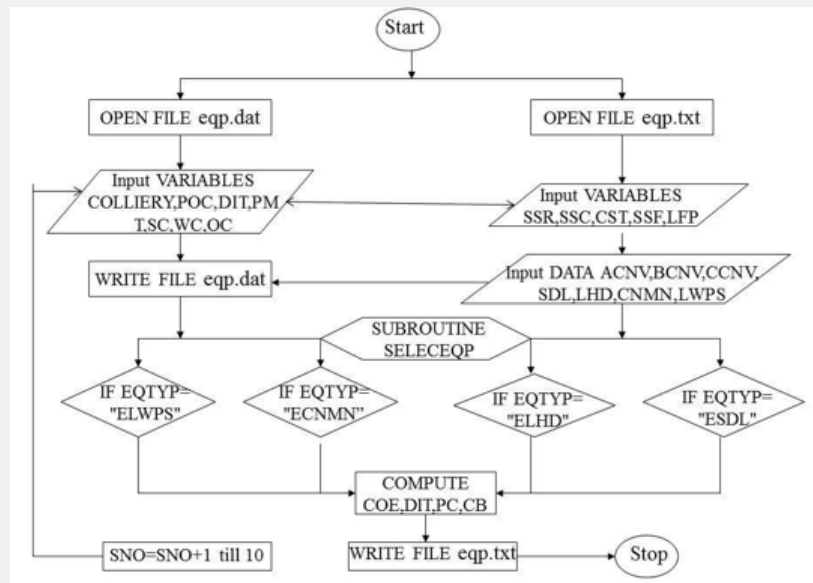 Start
OPEN FILE eqp.dat
OPEN FILE eqp.txt
Input VARIABLES
COLLIERY,POC,DIT,PM
T,SC,WC,OC
Input VARIABLES
SSR,SSC,CST,SSF,LFP
WRITE FILE eqp.dat
Input DATA ACNV,BCNV,CCNV,
SDL,LHD,CNMN,LWPS
SUBROUTINE
SELECEQP
IF EQTYP=
"ELWPS"
IF EQTYP=
"ECNMN”
IF EQTYP=
"ELHD"
IF EQTYP=
"ESDL"
COMPUTE
COE,DIT,PC,CB
SNO=SNO+1 till 10
WRITE FILE eqp.txt
Stop